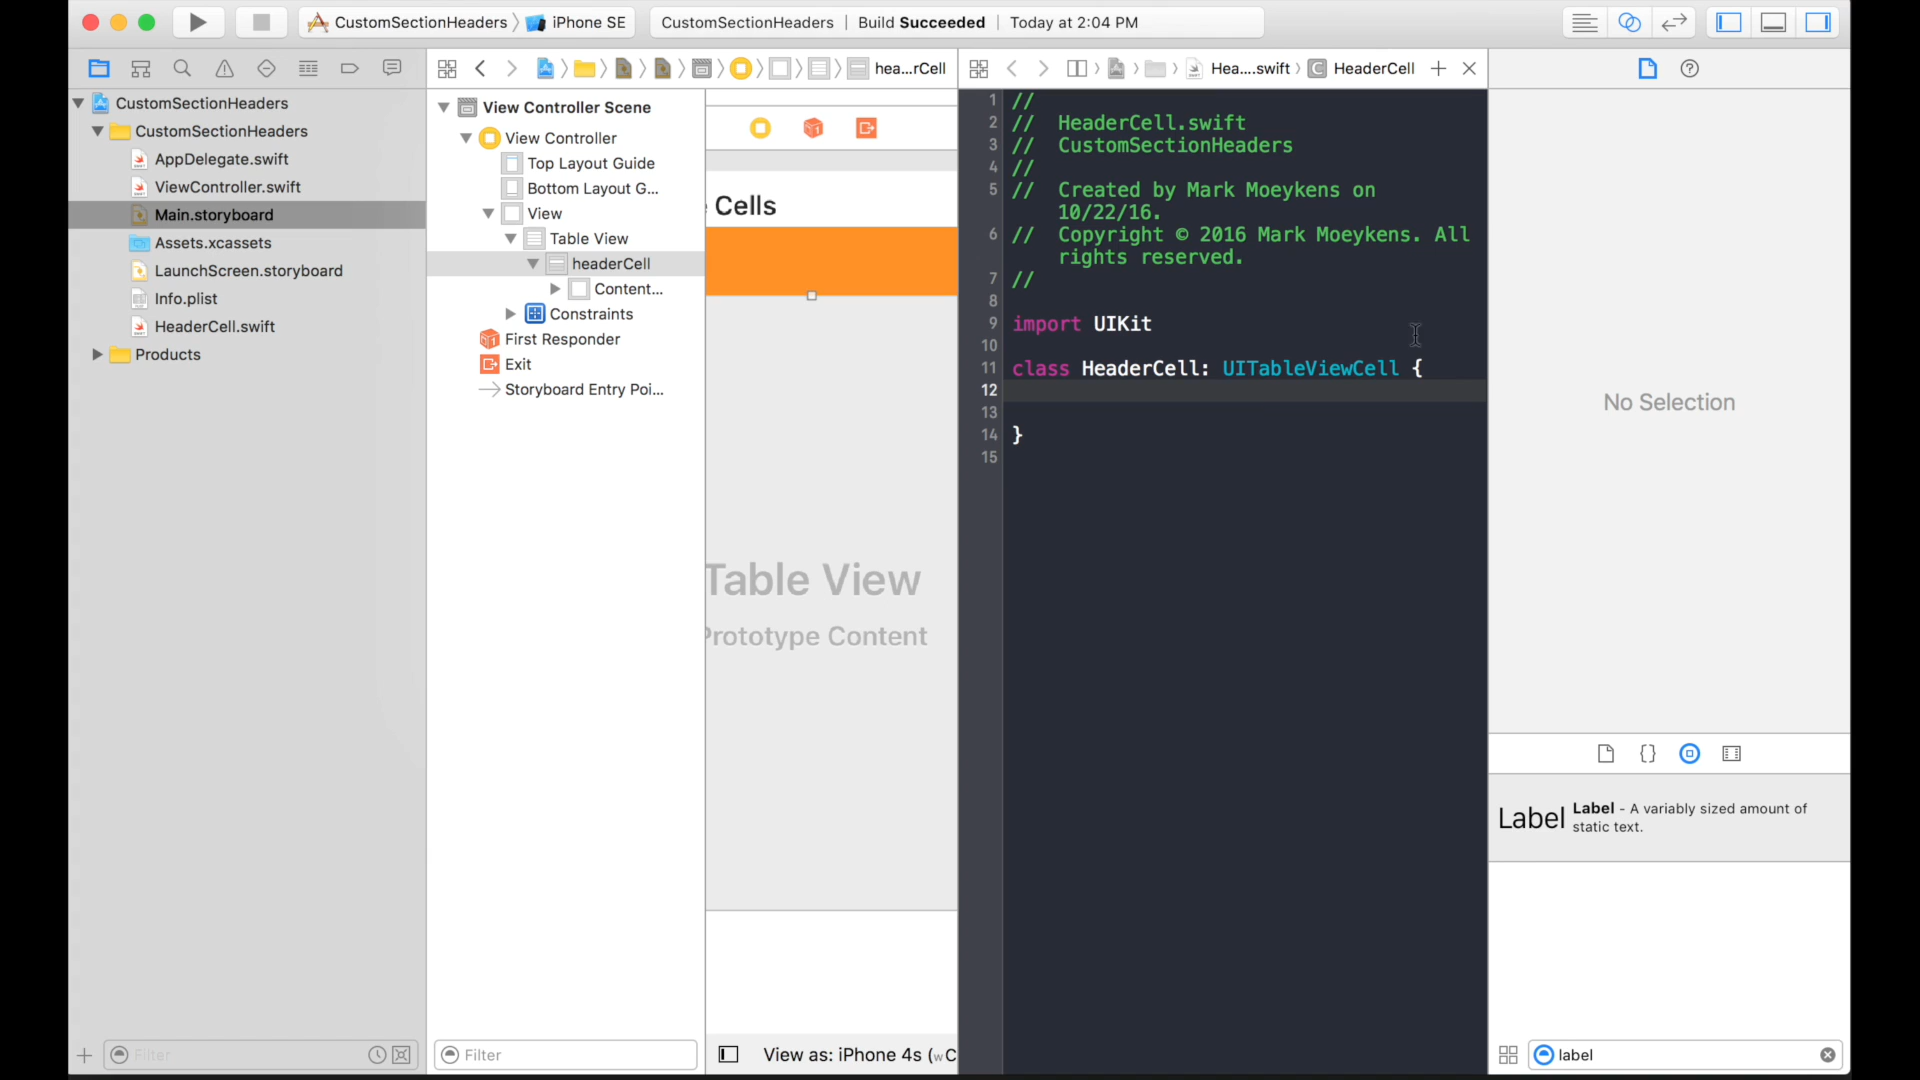 CustomSectionHeaders
iPhone SE
CustomSectionHeaders | Build Succeeded | Today at 2:04 PM
hea...rCell
Hea....swift
C HeaderCell
CustomSectionHeaders
CustomSectionHeaders
AppDelegate.swift
ViewController.swift
Main.storyboard
Assets.xcassets
LaunchScreen.storyboard
Info.plist
HeaderCell.swift
Products
Filter
View Controller Scene
View Controller
Top Layout Guide
Bottom Layout G...
View
Table View
headerCell
Content...
Constraints
First Responder
Exit
Storyboard Entry Poi...
Filter
Cells
Table View
Prototype Content
View as: iPhone 4s (wC
1 //
2 // HeaderCell.swift
3 // CustomSectionHeaders
4 //
5 // Created by Mark Moeykens on
10/22/16.
6 // Copyright © 2016 Mark Moeykens. All
rights reserved.
7 //
8
9 import UIKit
10
11 class HeaderCell: UITableViewCell {
12
13
14 }
15
No Selection
Label
Label - A variably sized amount of
static text.
label